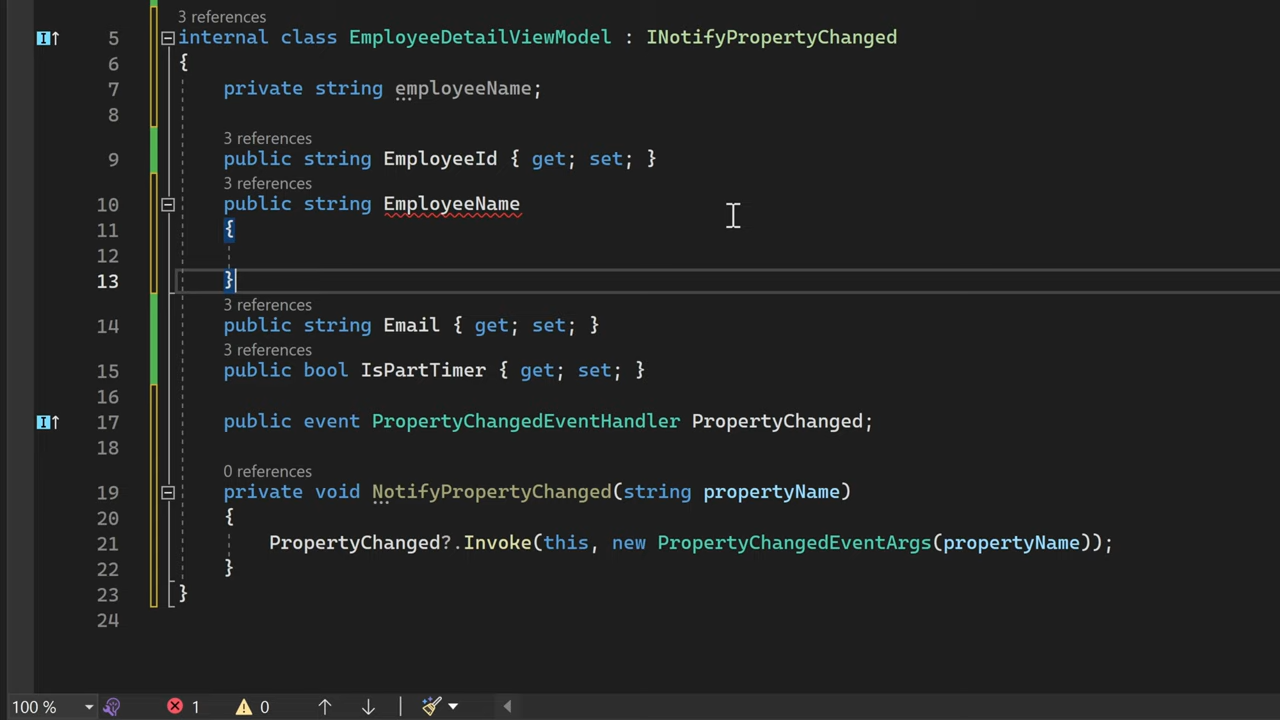 3 references
5 internal class EmployeeDetailViewModel : INotifyPropertyChanged
6 {
7 private string employeeName;
8
3 references
9 public string EmployeeId { get; set; }
3 references
10 public string EmployeeName
11 {
12
13 }
3 references
14 public string Email { get; set; }
3 references
15 public bool IsPartTimer { get; set; }
16
17 public event PropertyChangedEventHandler PropertyChanged;
18
0 references
19 private void NotifyPropertyChanged(string propertyName)
20 {
21 PropertyChanged?.Invoke(this, new PropertyChangedEventArgs(propertyName));
22 }
23 }
24
100 % 1 0